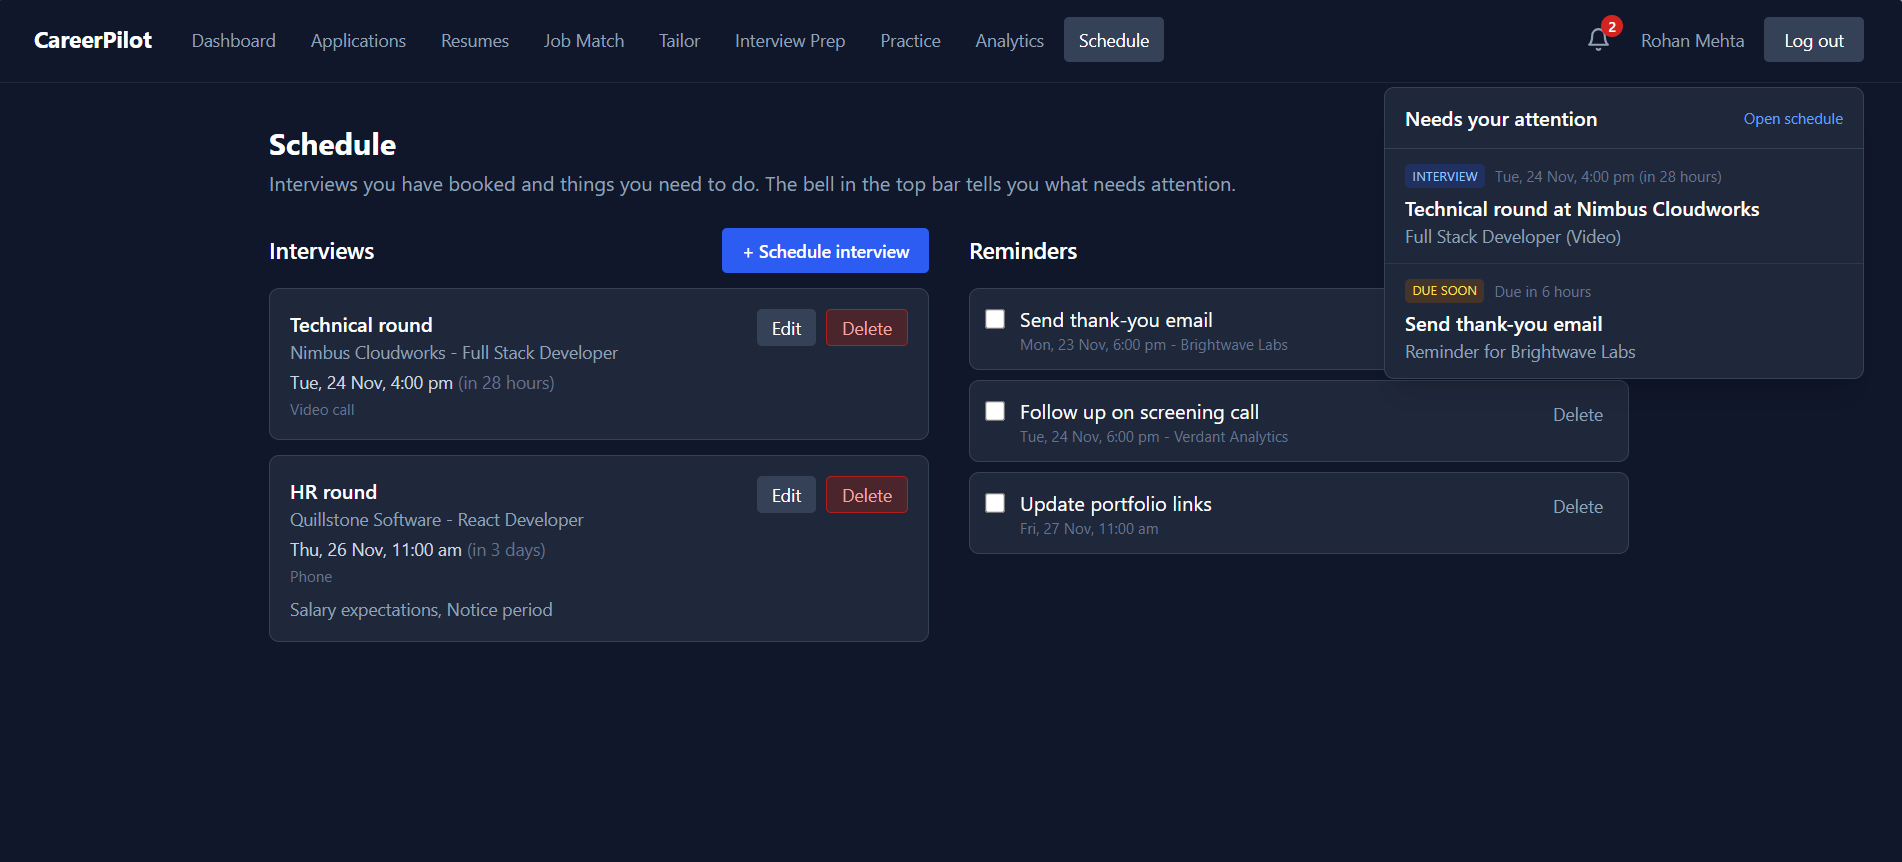 CareerPilot Dashboard Applications Resumes Job Match Tailor Interview Prep Practice Analytics Schedule 2 Rohan Mehta Log out
Needs your attention Open schedule
INTERVIEW Tue, 24 Nov, 4:00 pm (in 28 hours)
Technical round at Nimbus Cloudworks
Full Stack Developer (Video)
DUE SOON Due in 6 hours
Send thank-you email
Reminder for Brightwave Labs
Schedule
Interviews you have booked and things you need to do. The bell in the top bar tells you what needs attention.
Interviews + Schedule interview
Technical round Edit Delete
Nimbus Cloudworks - Full Stack Developer
Tue, 24 Nov, 4:00 pm (in 28 hours)
Video call
HR round Edit Delete
Quillstone Software - React Developer
Thu, 26 Nov, 11:00 am (in 3 days)
Phone
Salary expectations, Notice period
Reminders
Send thank-you email
Mon, 23 Nov, 6:00 pm - Brightwave Labs
Follow up on screening call Delete
Tue, 24 Nov, 6:00 pm - Verdant Analytics
Update portfolio links Delete
Fri, 27 Nov, 11:00 am